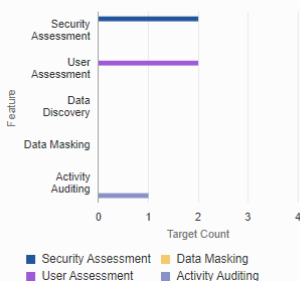 Security
Assessment
User
Assessment
Data
Discovery
Data Masking
Activity
Auditing
Feature
0 1 2 3 4
Target Count
Security Assessment Data Masking
User Assessment Activity Auditing